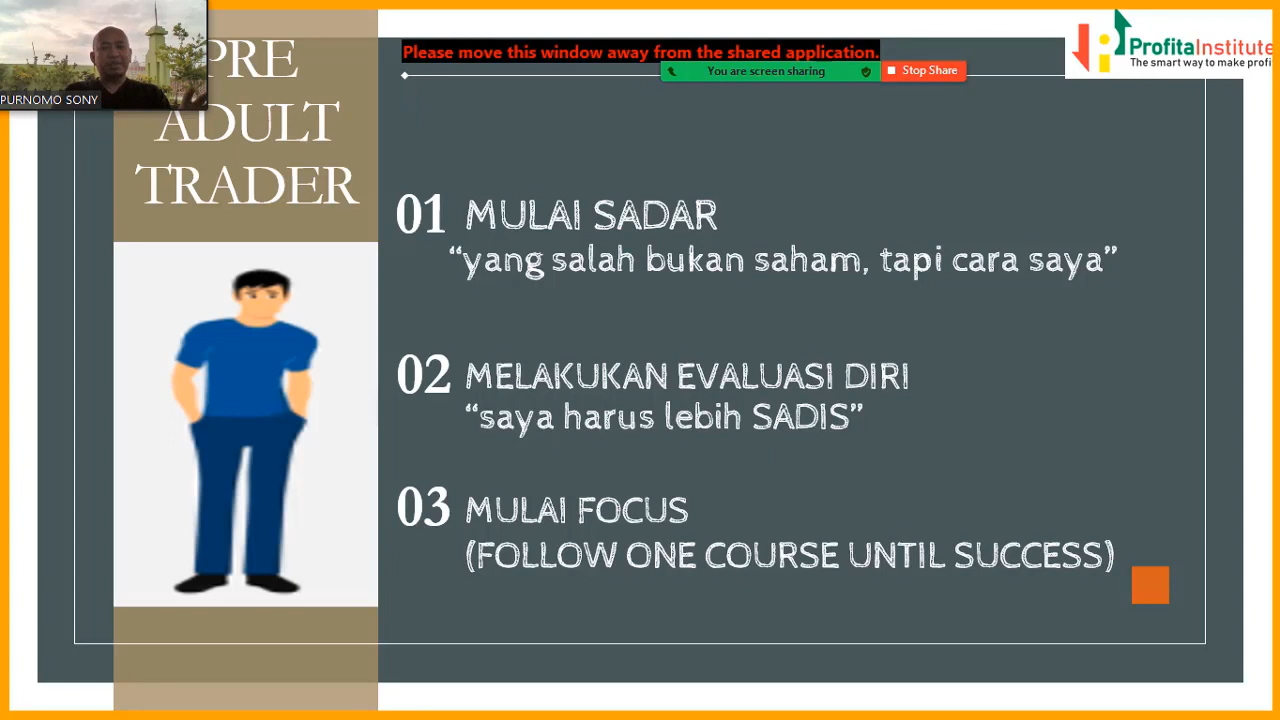 PURNOMO SONY
PRE
ADULT
TRADER
Please move this window away from the shared application.
You are screen sharing
Stop Share
ProfitaInstitute
The smart way to make profi
01 MULAI SADAR
“yang salah bukan saham, tapi cara saya”
02 MELAKUKAN EVALUASI DIRI
“saya harus lebih SADIS”
03 MULAI FOCUS
(FOLLOW ONE COURSE UNTIL SUCCESS)